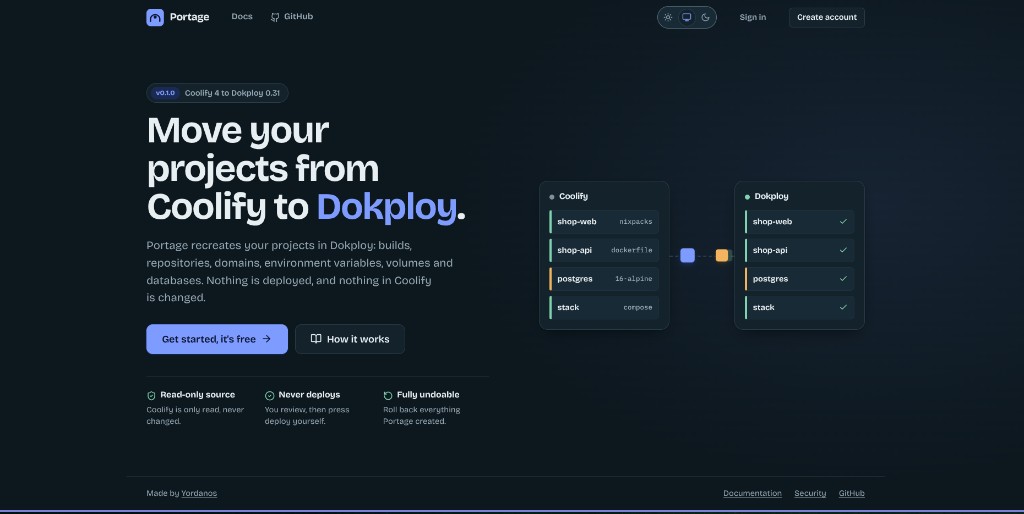 Portage
Docs
GitHub
Sign in
Create account
v0.1.0 Coolify 4 to Dokploy 0.31
Move your
projects from
Coolify to Dokploy.
Portage recreates your projects in Dokploy: builds,
repositories, domains, environment variables, volumes and
databases. Nothing is deployed, and nothing in Coolify
is changed.
Get started, it's free
How it works
Read-only source
Coolify is only read, never
changed.
Never deploys
You review, then press
deploy yourself.
Fully undoable
Roll back everything
Portage created.
Coolify
shop-web nixpacks
shop-api dockerfile
postgres 16-alpine
stack compose
Dokploy
shop-web
shop-api
postgres
stack
Made by Yordanos
Documentation
Security
GitHub